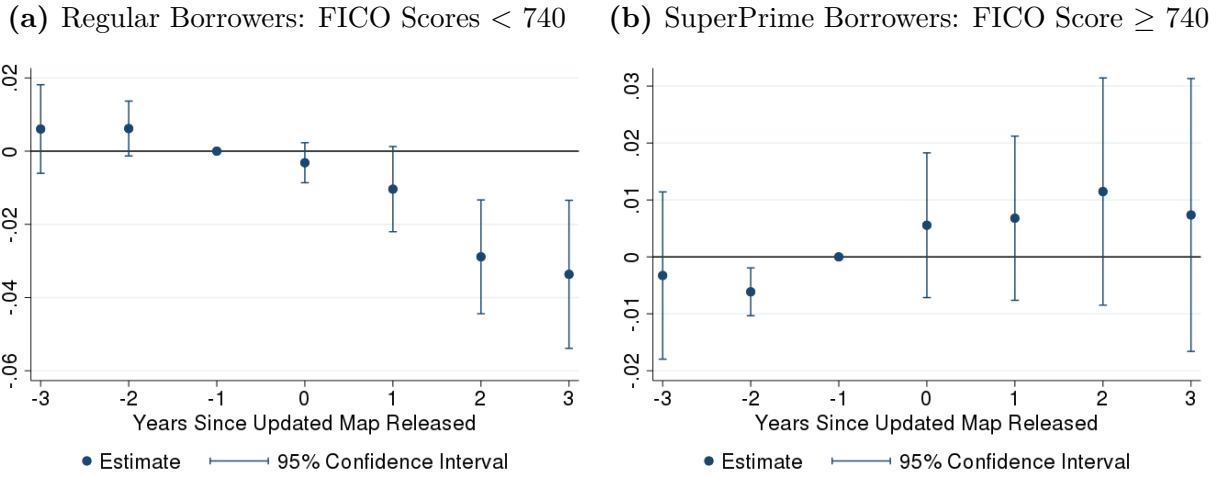 (a) Regular Borrowers: FICO Scores < 740
.02
0
-.02
-.04
-.06
-3 -2 -1 0 1 2 3
Years Since Updated Map Released
Estimate 95% Confidence Interval
(b) SuperPrime Borrowers: FICO Score ≥ 740
.03
.02
.01
0
-.01
-.02
-3 -2 -1 0 1 2 3
Years Since Updated Map Released
Estimate 95% Confidence Interval